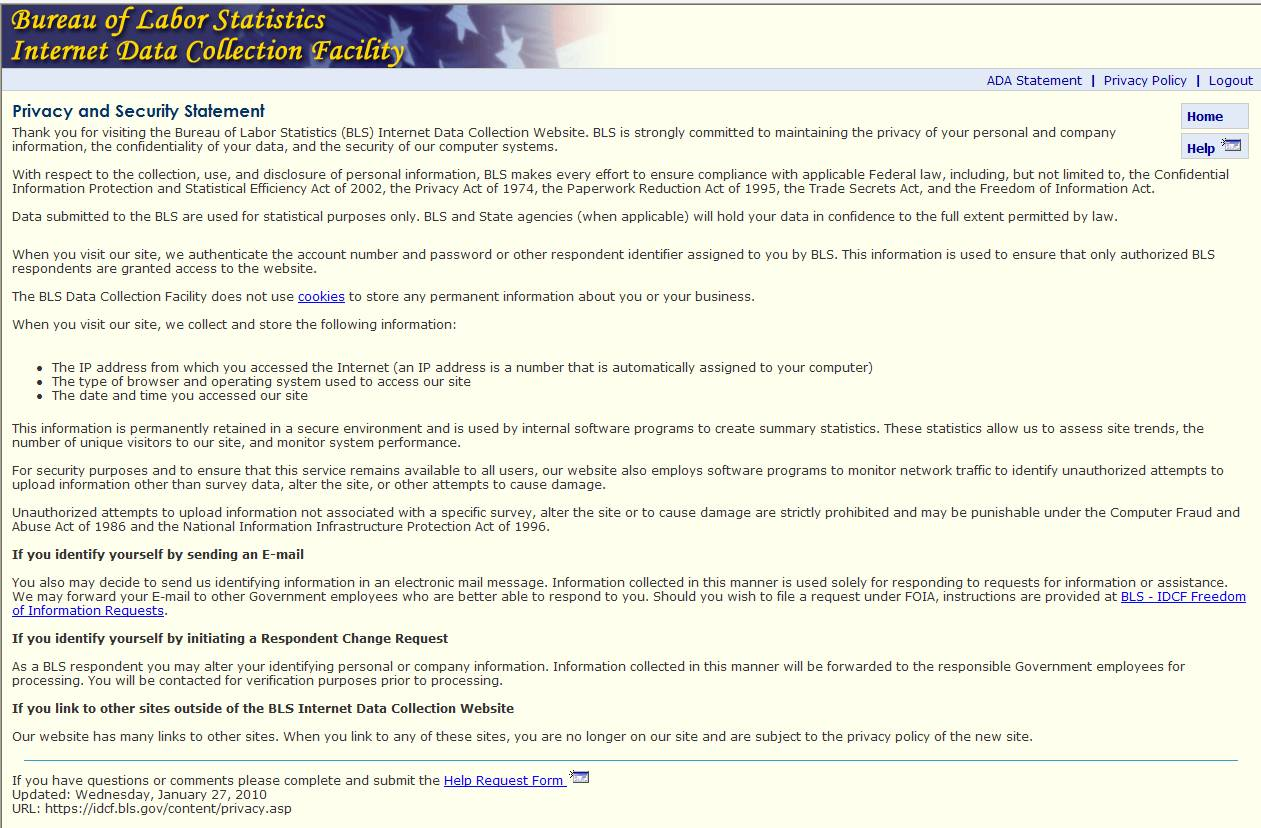 Bureau of Labor Statistics
Internet Data Collection Facility
ADA Statement | Privacy Policy | Logout
Privacy and Security Statement
Home
Help
Thank you for visiting the Bureau of Labor Statistics (BLS) Internet Data Collection Website. BLS is strongly committed to maintaining the privacy of your personal and company
information, the confidentiality of your data, and the security of our computer systems.
With respect to the collection, use, and disclosure of personal information, BLS makes every effort to ensure compliance with applicable Federal law, including, but not limited to, the Confidential
Information Protection and Statistical Efficiency Act of 2002, the Privacy Act of 1974, the Paperwork Reduction Act of 1995, the Trade Secrets Act, and the Freedom of Information Act.
Data submitted to the BLS are used for statistical purposes only. BLS and State agencies (when applicable) will hold your data in confidence to the full extent permitted by law.
When you visit our site, we authenticate the account number and password or other respondent identifier assigned to you by BLS. This information is used to ensure that only authorized BLS
respondents are granted access to the website.
The BLS Data Collection Facility does not use cookies to store any permanent information about you or your business.
When you visit our site, we collect and store the following information:
• The IP address from which you accessed the Internet (an IP address is a number that is automatically assigned to your computer)
• The type of browser and operating system used to access our site
• The date and time you accessed our site
This information is permanently retained in a secure environment and is used by internal software programs to create summary statistics. These statistics allow us to assess site trends, the
number of unique visitors to our site, and monitor system performance.
For security purposes and to ensure that this service remains available to all users, our website also employs software programs to monitor network traffic to identify unauthorized attempts to
upload information other than survey data, alter the site, or other attempts to cause damage.
Unauthorized attempts to upload information not associated with a specific survey, alter the site or to cause damage are strictly prohibited and may be punishable under the Computer Fraud and
Abuse Act of 1986 and the National Information Infrastructure Protection Act of 1996.
If you identify yourself by sending an E-mail
You also may decide to send us identifying information in an electronic mail message. Information collected in this manner is used solely for responding to requests for information or assistance.
We may forward your E-mail to other Government employees who are better able to respond to you. Should you wish to file a request under FOIA, instructions are provided at BLS - IDCF Freedom
of Information Requests.
If you identify yourself by initiating a Respondent Change Request
As a BLS respondent you may alter your identifying personal or company information. Information collected in this manner will be forwarded to the responsible Government employees for
processing. You will be contacted for verification purposes prior to processing.
If you link to other sites outside of the BLS Internet Data Collection Website
Our website has many links to other sites. When you link to any of these sites, you are no longer on our site and are subject to the privacy policy of the new site.
If you have questions or comments please complete and submit the Help Request Form
Updated: Wednesday, January 27, 2010
URL: https://idcf.bls.gov/content/privacy.asp